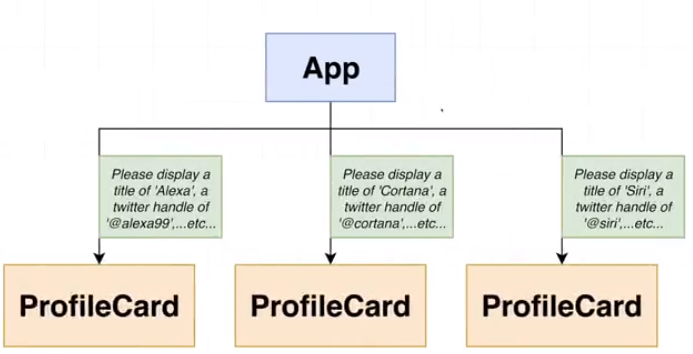 App
Please display a
title of 'Alexa', a
twitter handle of
'@alexa99',...etc...
Please display a
title of 'Cortana', a
twitter handle of
'@cortana',...etc...
Please display a
title of 'Siri', a
twitter handle of
'@siri',...etc...
ProfileCard
ProfileCard
ProfileCard